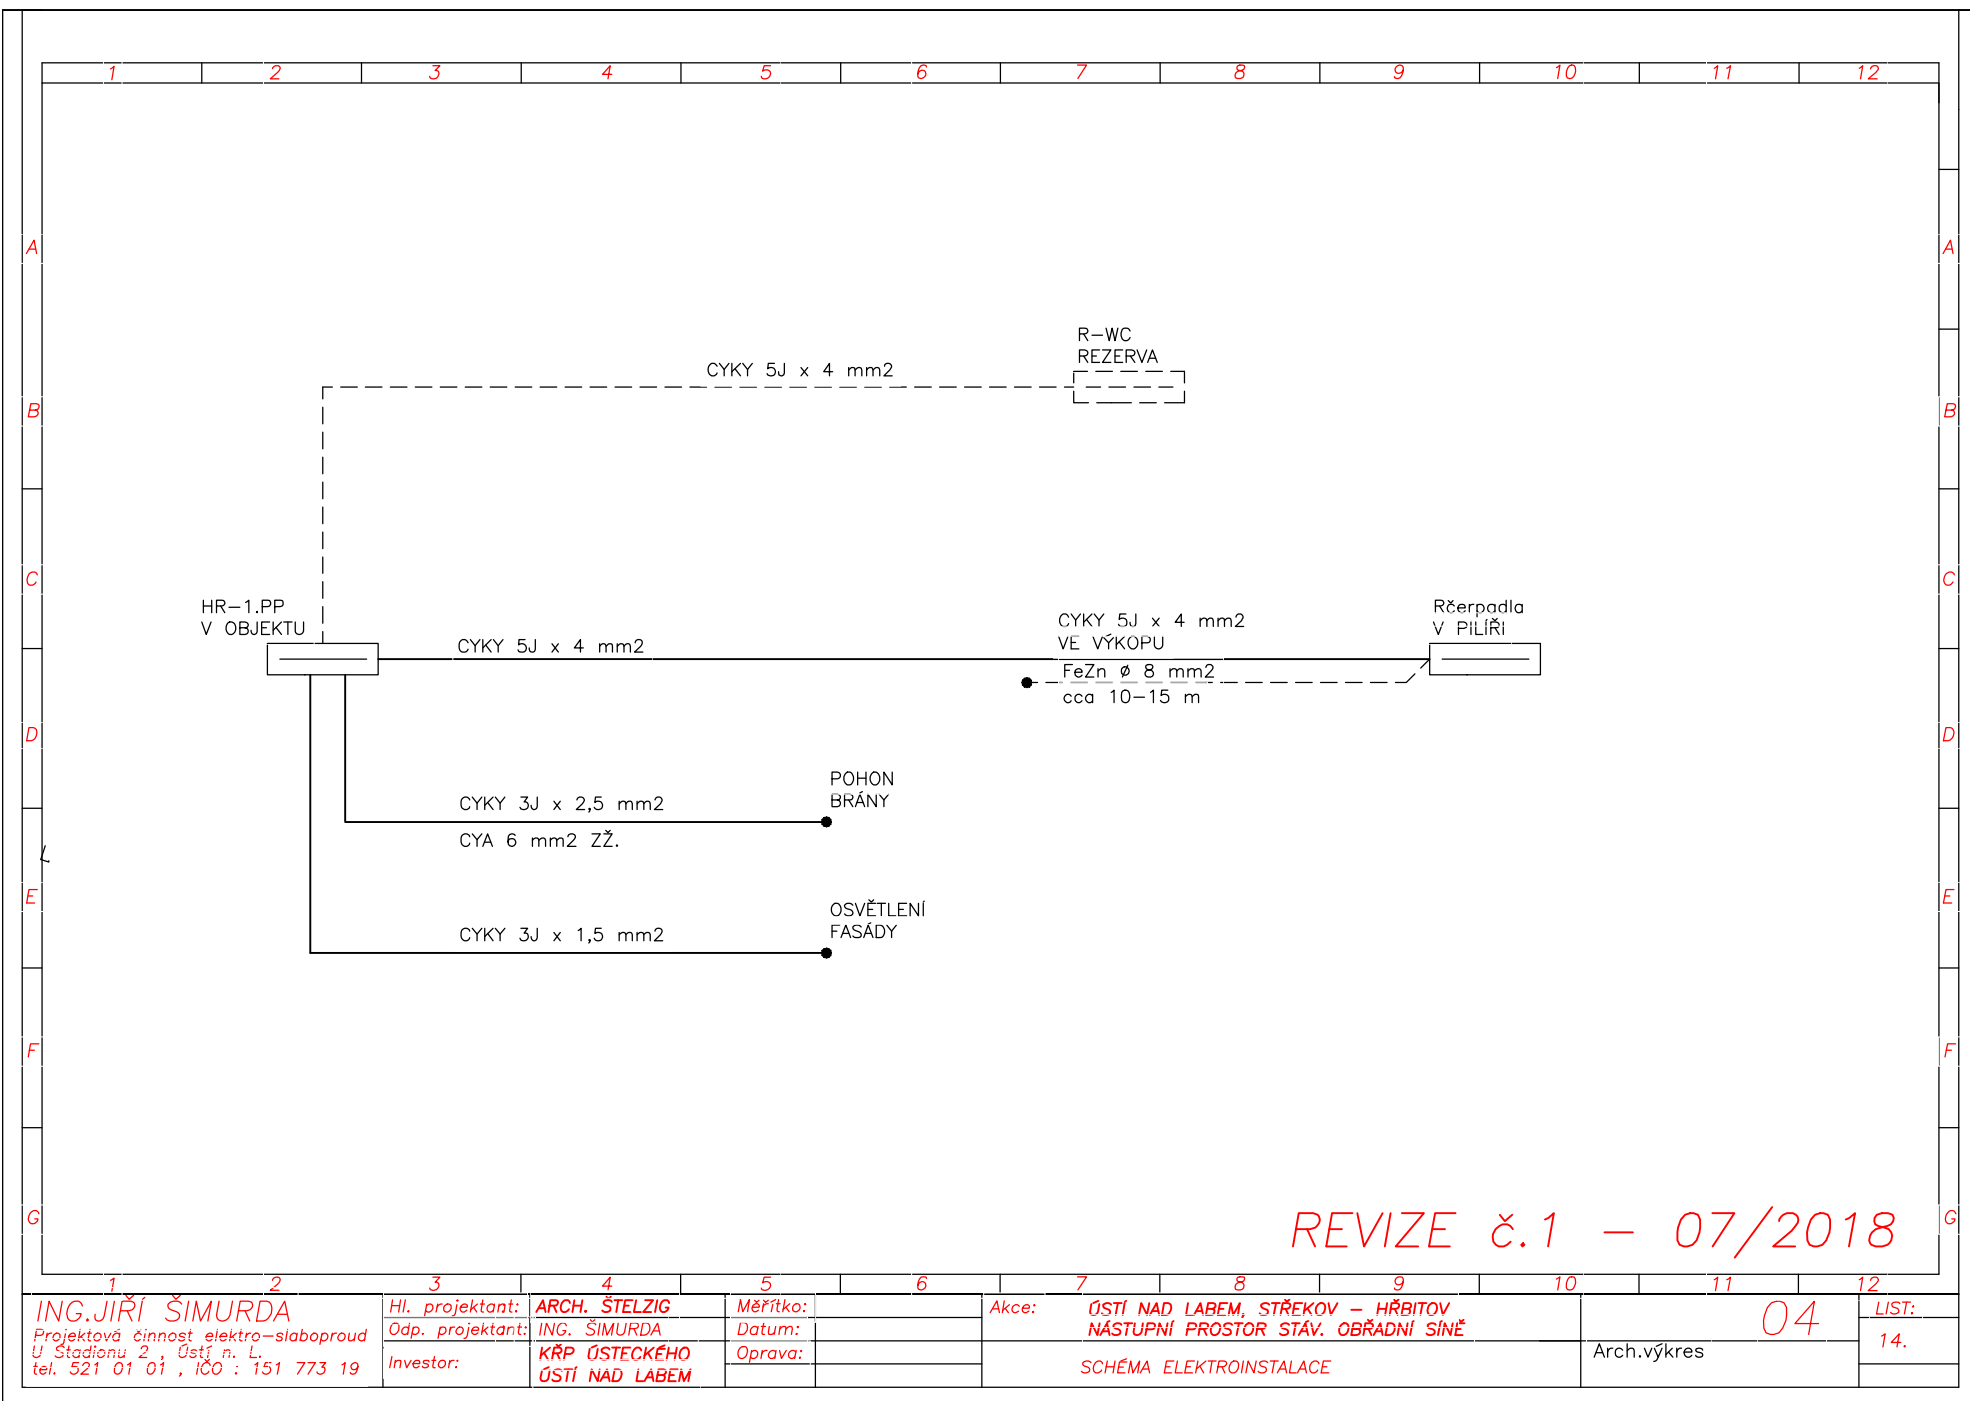 1 2 3 4 5 6 7 8 9 10 11 12
A A
B B
C C
D D
E E
F F
G G
R-WC
REZERVA
CYKY 5J x 4 mm2
HR-1.PP
V OBJEKTU
CYKY 5J x 4 mm2
CYKY 5J x 4 mm2
VE VÝKOPU
FeZn ø 8 mm2
cca 10-15 m
Rčerpadla
V PILÍŘI
POHON
BRÁNY
CYKY 3J x 2,5 mm2
CYA 6 mm2 ZŽ.
OSVĚTLENÍ
FASÁDY
CYKY 3J x 1,5 mm2
REVIZE č.1 - 07/2018
1 2 3 4 5 6 7 8 9 10 11 12
ING.JIŘÍ ŠIMURDA
Projektová činnost elektro-slaboproud
U Stadionu 2 , Ústí n. L.
tel. 521 01 01 , IČO : 151 773 19
Hl. projektant: ARCH. ŠTELZIG
Odp. projektant: ING. ŠIMURDA
Investor: KŘP ÚSTECKÉHO
ÚSTÍ NAD LABEM
Měřítko:
Datum:
Oprava:
Akce: ÚSTÍ NAD LABEM, STŘEKOV - HŘBITOV
NÁSTUPNÍ PROSTOR STÁV. OBŘADNÍ SÍNĚ
SCHÉMA ELEKTROINSTALACE
04
Arch.výkres
LIST:
14.